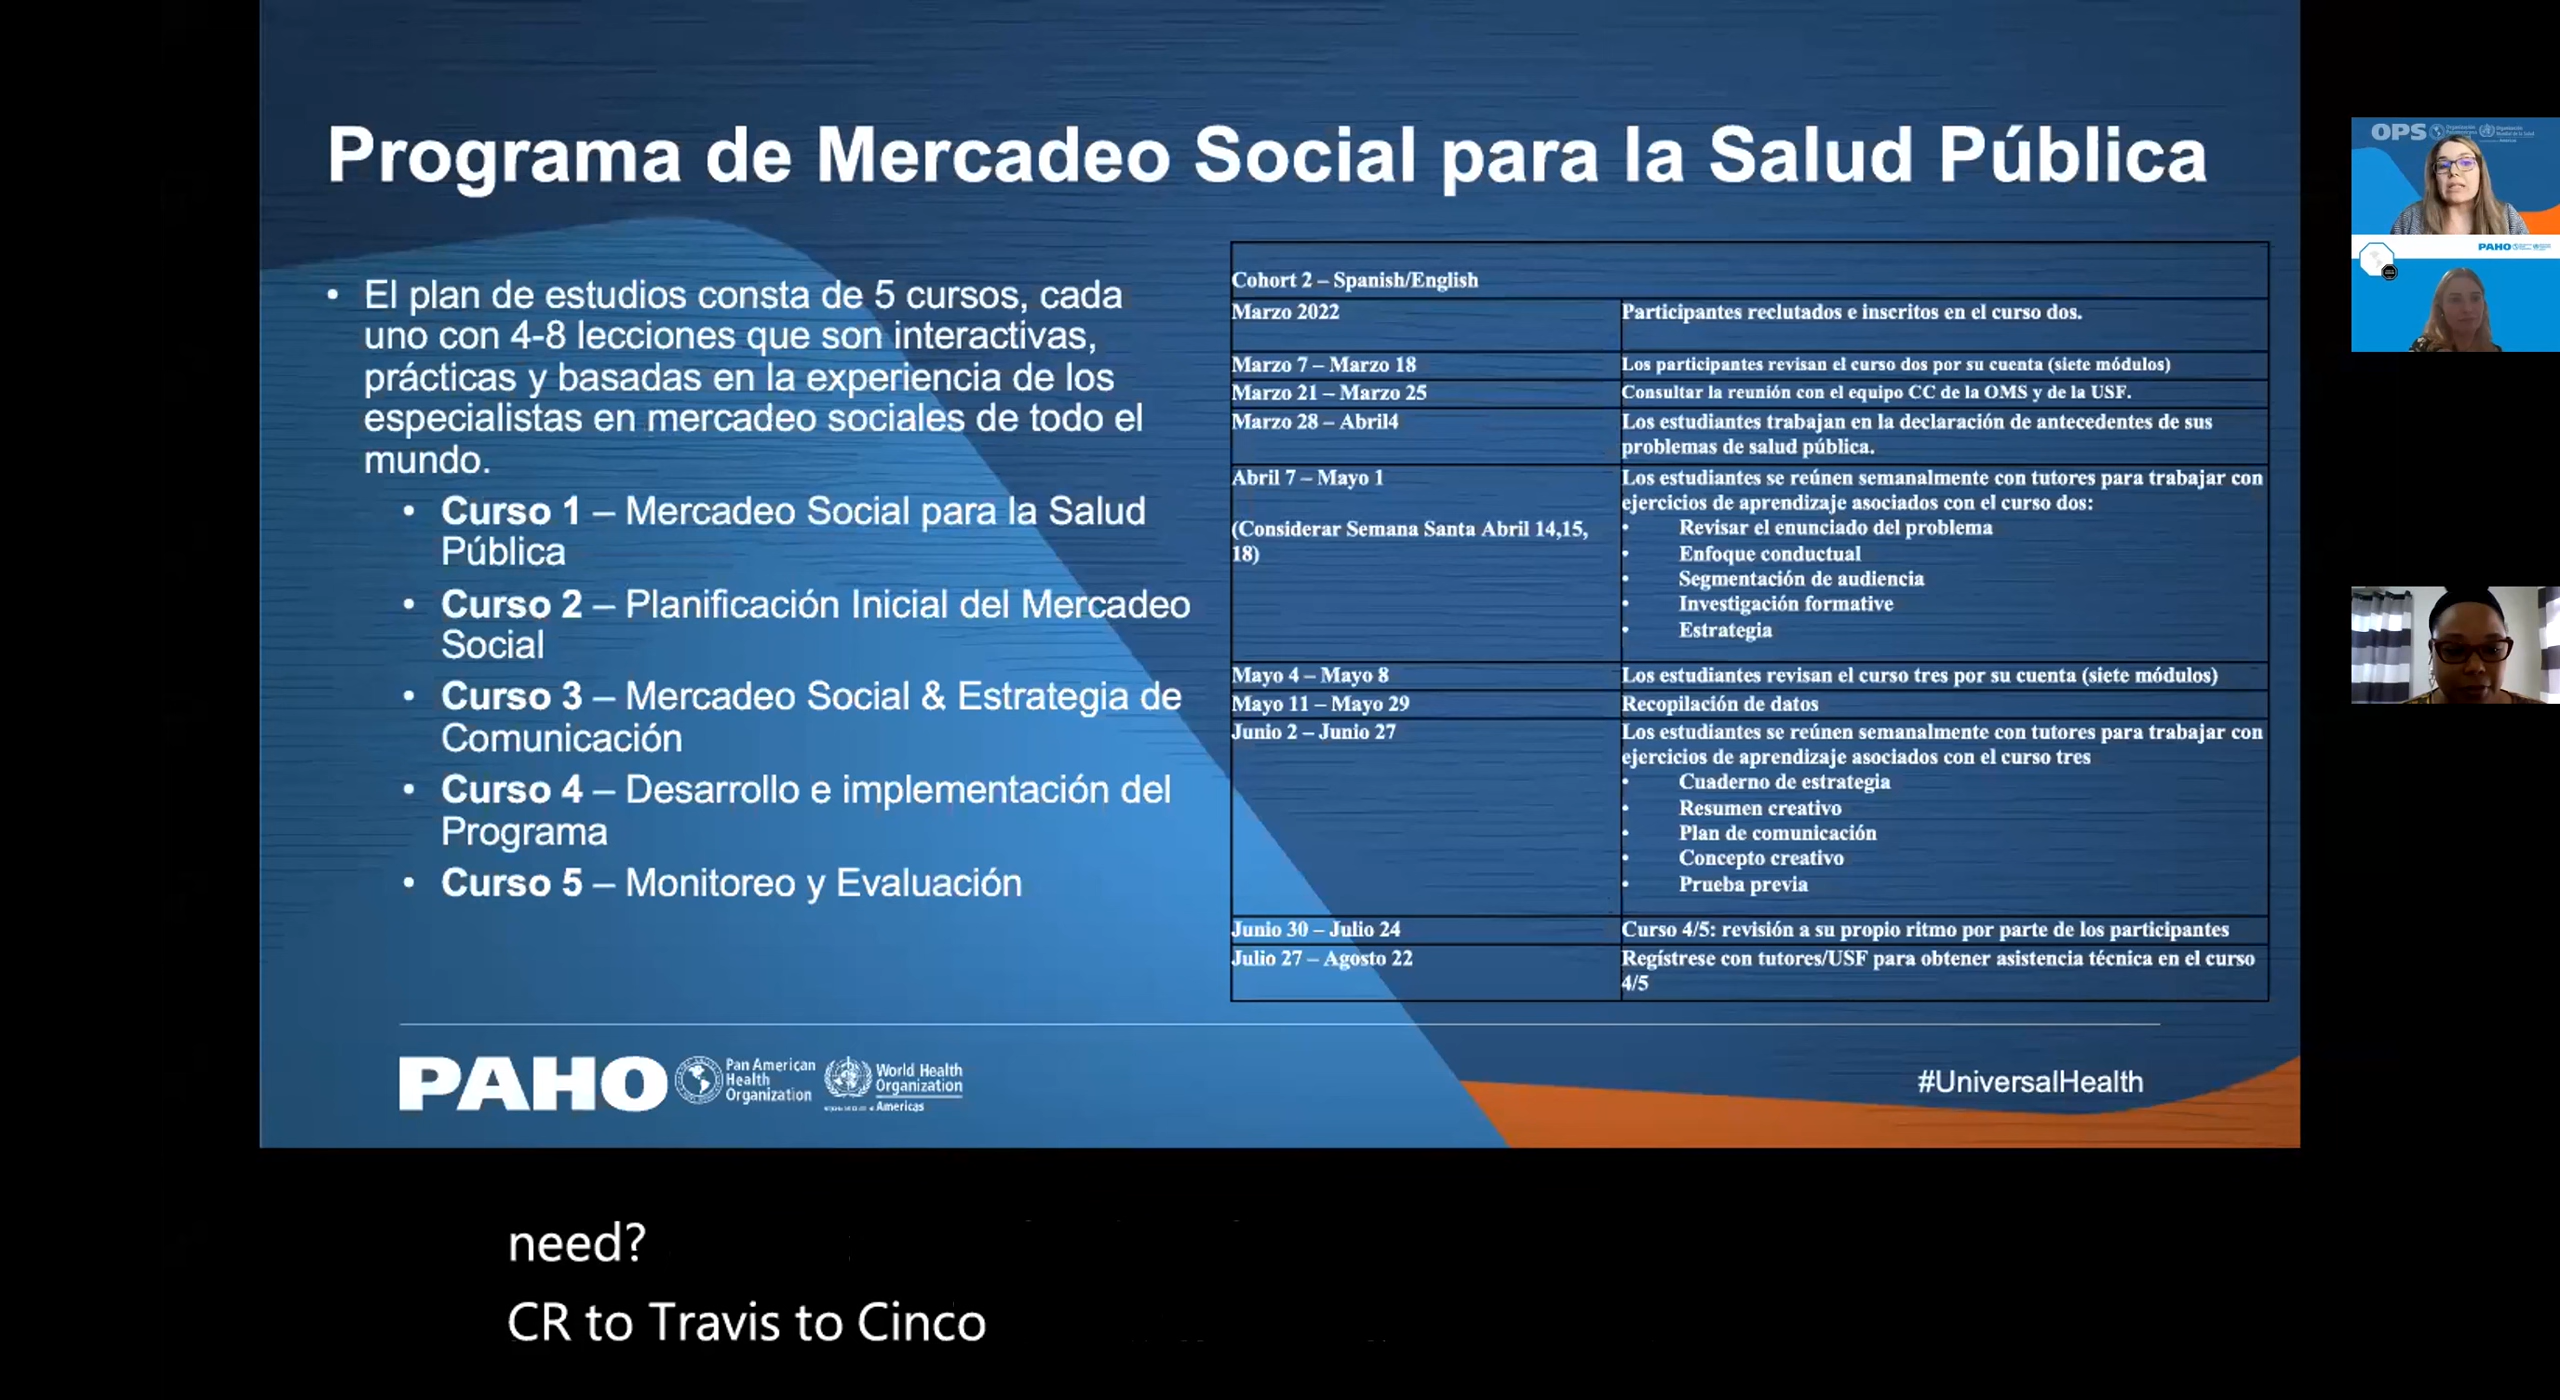 Programa de Mercadeo Social para la Salud Pública
• El plan de estudios consta de 5 cursos, cada
uno con 4-8 lecciones que son interactivas,
prácticas y basadas en la experiencia de los
especialistas en mercadeo sociales de todo el
mundo.
• Curso 1 – Mercadeo Social para la Salud
Pública
• Curso 2 – Planificación Inicial del Mercadeo
Social
• Curso 3 – Mercadeo Social & Estrategia de
Comunicación
• Curso 4 – Desarrollo e implementación del
Programa
• Curso 5 – Monitoreo y Evaluación
Cohort 2 – Spanish/English
Marzo 2022
Participantes reclutados e inscritos en el curso dos.
Marzo 7 – Marzo 18
Los participantes revisan el curso dos por su cuenta (siete módulos)
Marzo 21 – Marzo 25
Consultar la reunión con el equipo CC de la OMS y de la USF.
Marzo 28 – Abril4
Los estudiantes trabajan en la declaración de antecedentes de sus
problemas de salud pública.
Abril 7 – Mayo 1
(Considerar Semana Santa Abril 14,15,
18)
Los estudiantes se reúnen semanalmente con tutores para trabajar con
ejercicios de aprendizaje asociados con el curso dos:
• Revisar el enunciado del problema
• Enfoque conductual
• Segmentación de audiencia
• Investigación formative
• Estrategia
Mayo 4 – Mayo 8
Los estudiantes revisan el curso tres por su cuenta (siete módulos)
Mayo 11 – Mayo 29
Recopilación de datos
Junio 2 – Junio 27
Los estudiantes se reúnen semanalmente con tutores para trabajar con
ejercicios de aprendizaje asociados con el curso tres
• Cuaderno de estrategia
• Resumen creativo
• Plan de comunicación
• Concepto creativo
• Prueba previa
Junio 30 – Julio 24
Curso 4/5: revisión a su propio ritmo por parte de los participantes
Julio 27 – Agosto 22
Regístrese con tutores/USF para obtener asistencia técnica en el curso
4/5
PAHO
Pan American
Health
Organization
World Health
Organization
Americas
#UniversalHealth
OPS
PAHO
need?
CR to Travis to Cinco